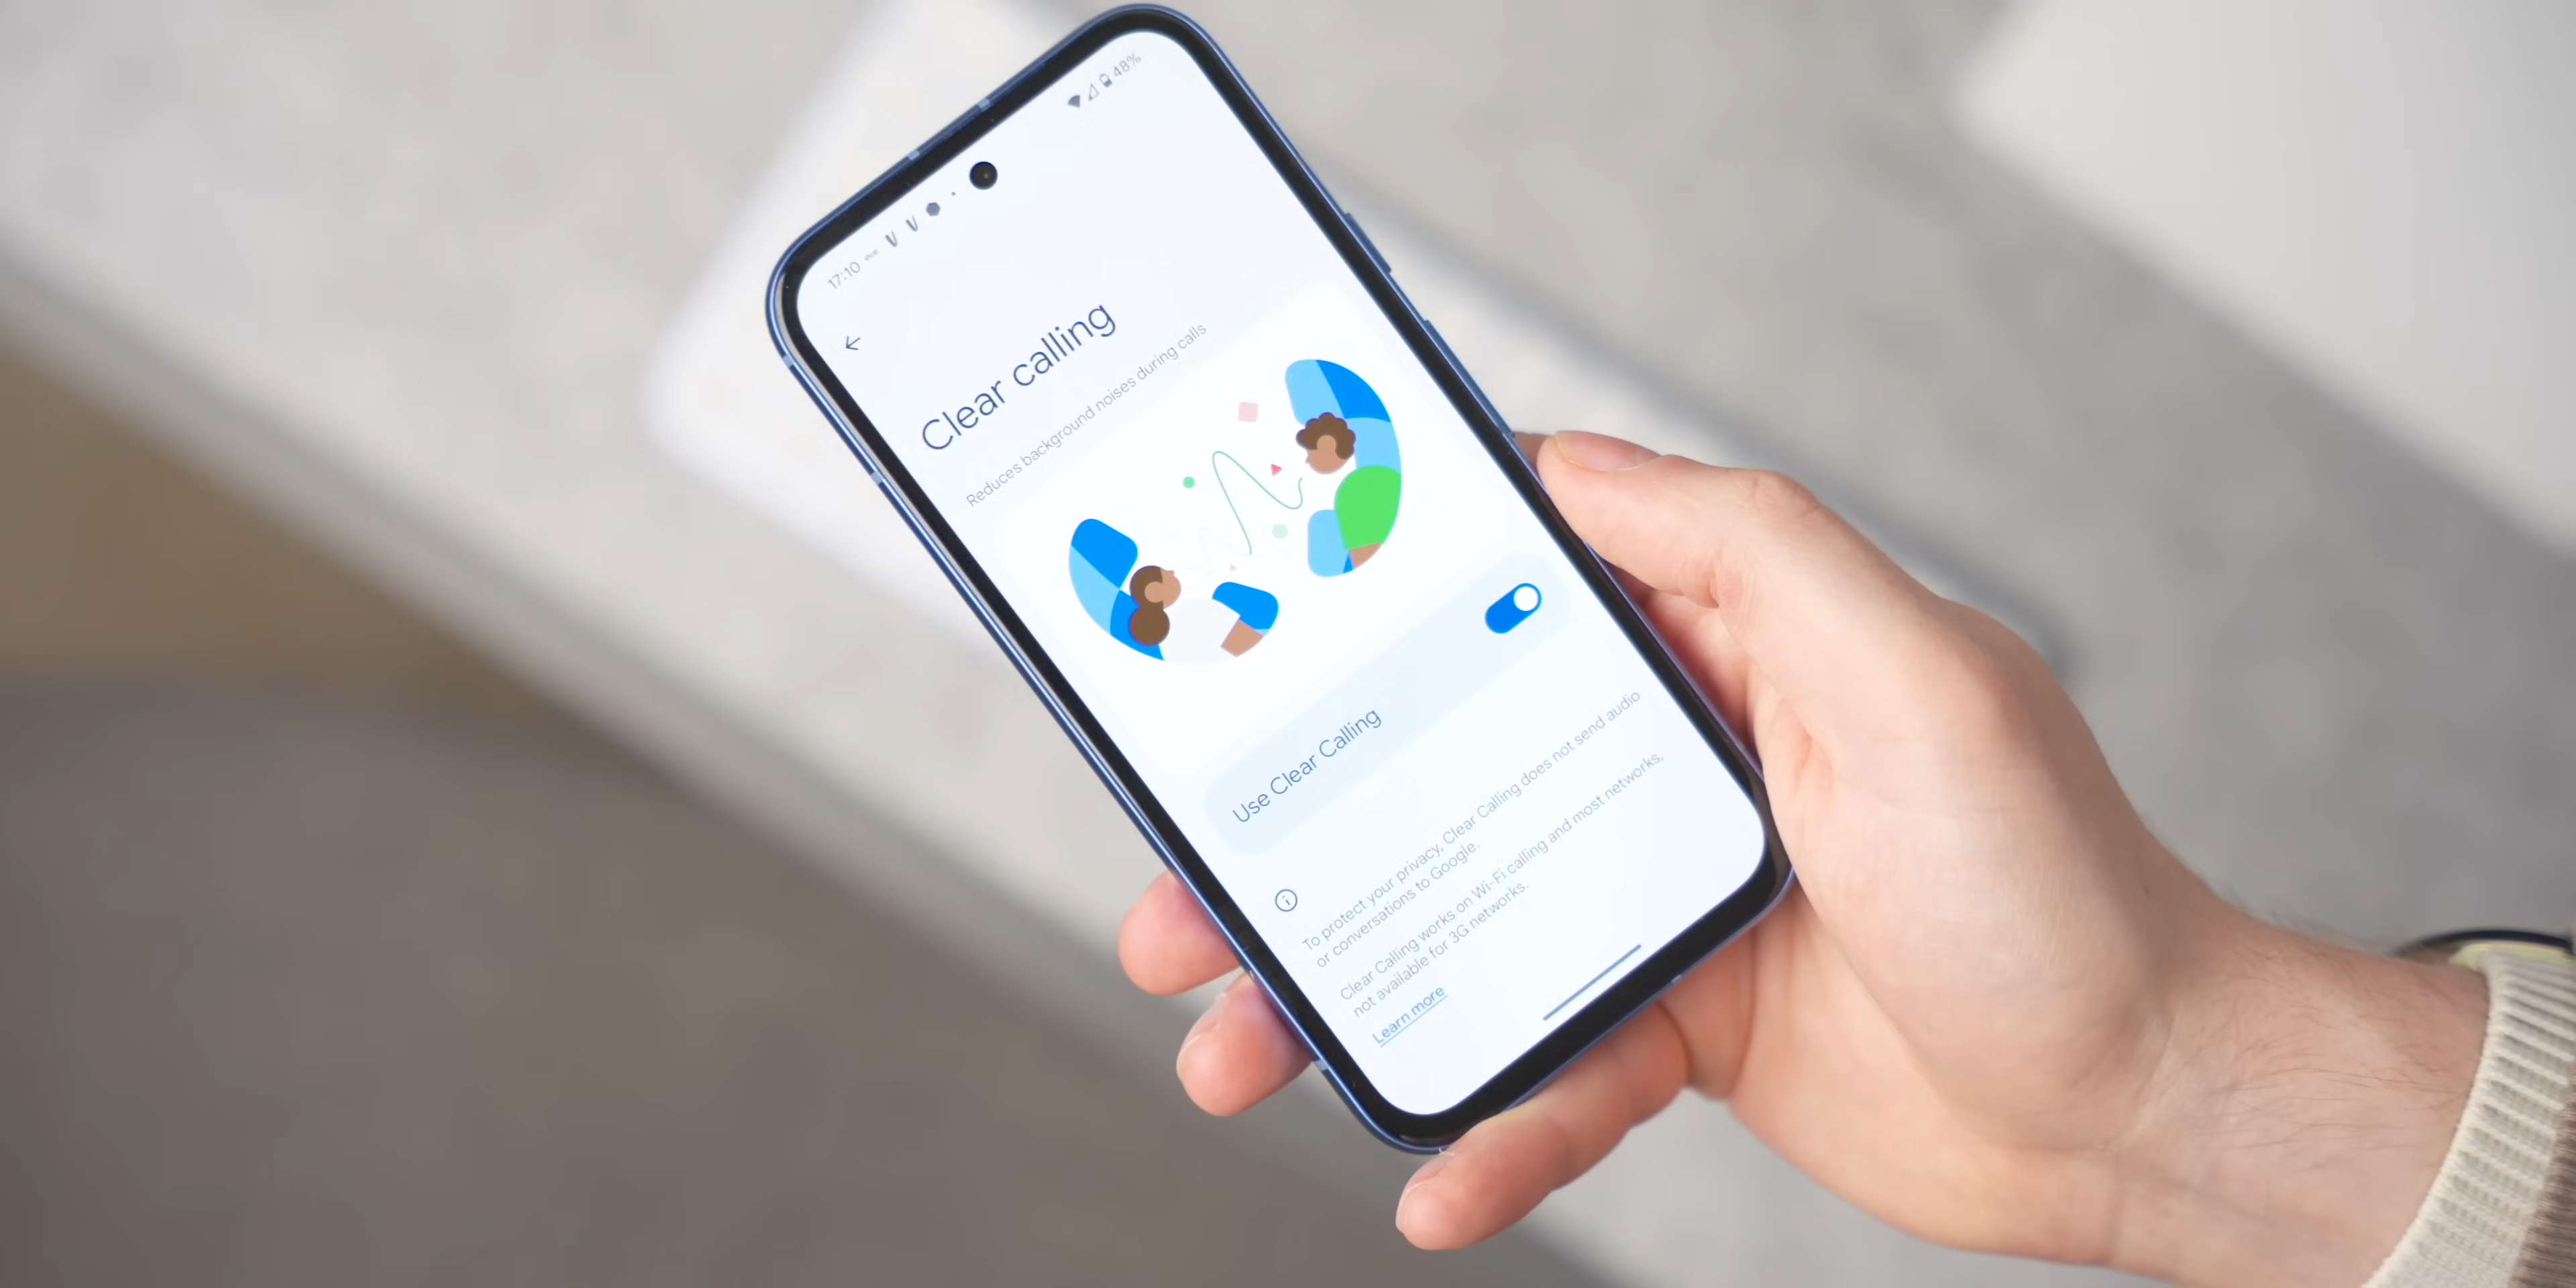 17:10
48%
Clear calling
Reduces background noises during calls
Use Clear Calling
To protect your privacy, Clear Calling does not send audio
or conversations to Google.
Clear Calling works on Wi-Fi calling and most networks,
not available for 3G networks.
Learn more